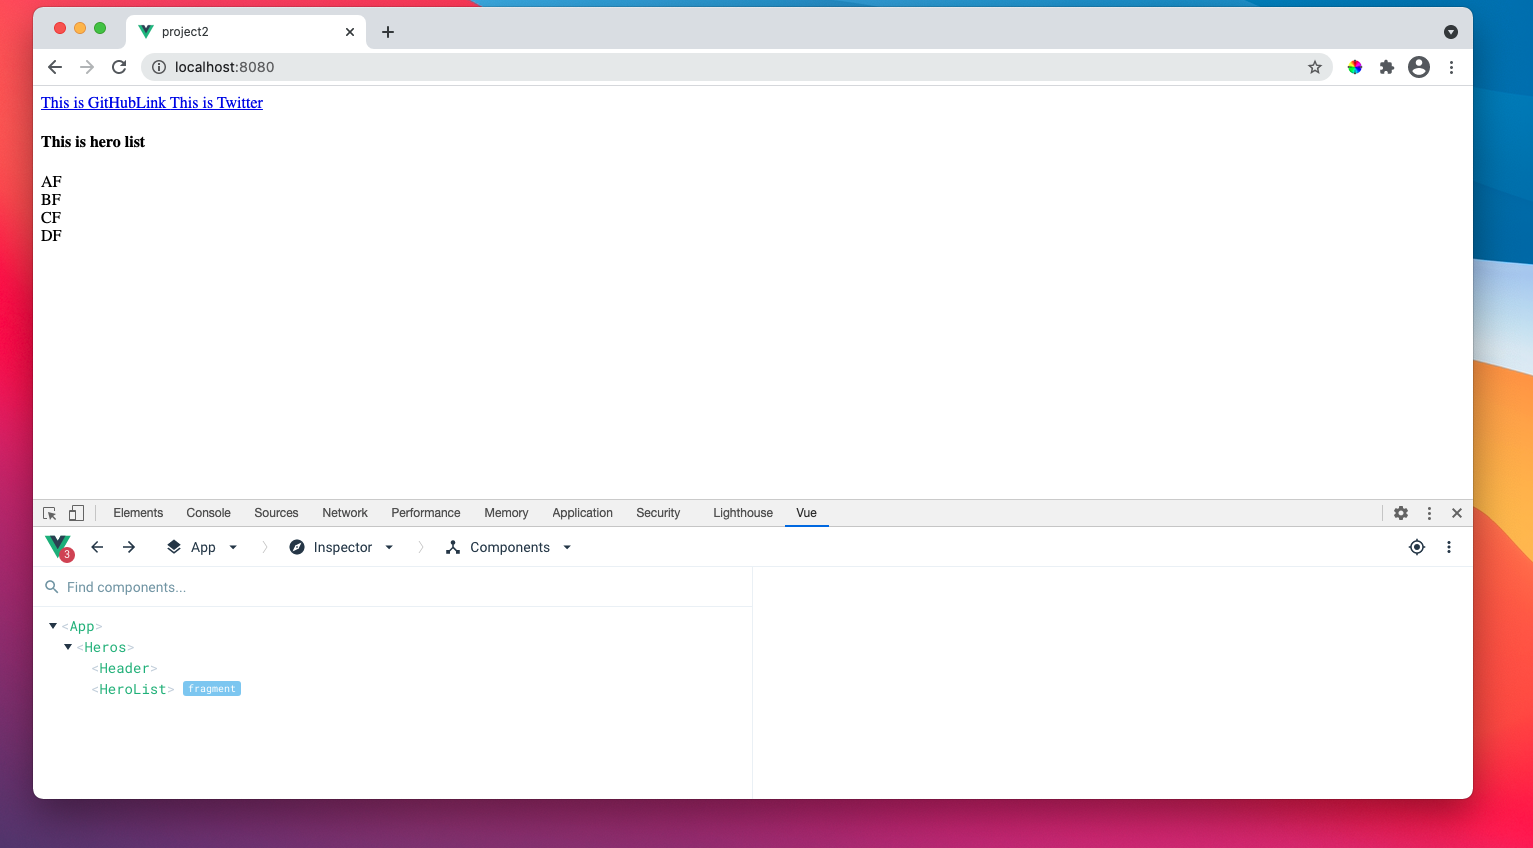 project2
localhost:8080
This is GitHubLink This is Twitter
This is hero list
AF
BF
CF
DF
Elements Console Sources Network Performance Memory Application Security Lighthouse Vue
3 App Inspector Components
Find components...
<App>
<Heros>
<Header>
<HeroList> fragment